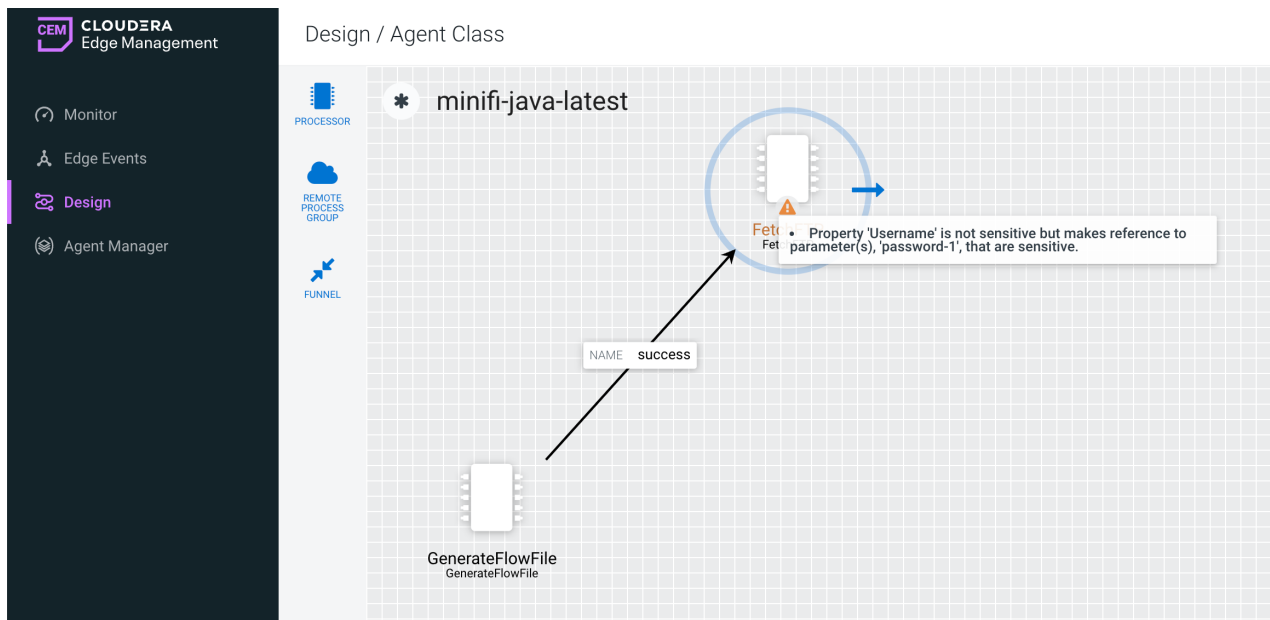 CEM CLOUDERA
Edge Management
Design / Agent Class
Monitor
Edge Events
Design
Agent Manager
PROCESSOR
REMOTE
PROCESS
GROUP
FUNNEL
✱ minifi-java-latest
• Property 'Username' is not sensitive but makes reference to
parameter(s), 'password-1', that are sensitive.
NAME success
GenerateFlowFile
GenerateFlowFile